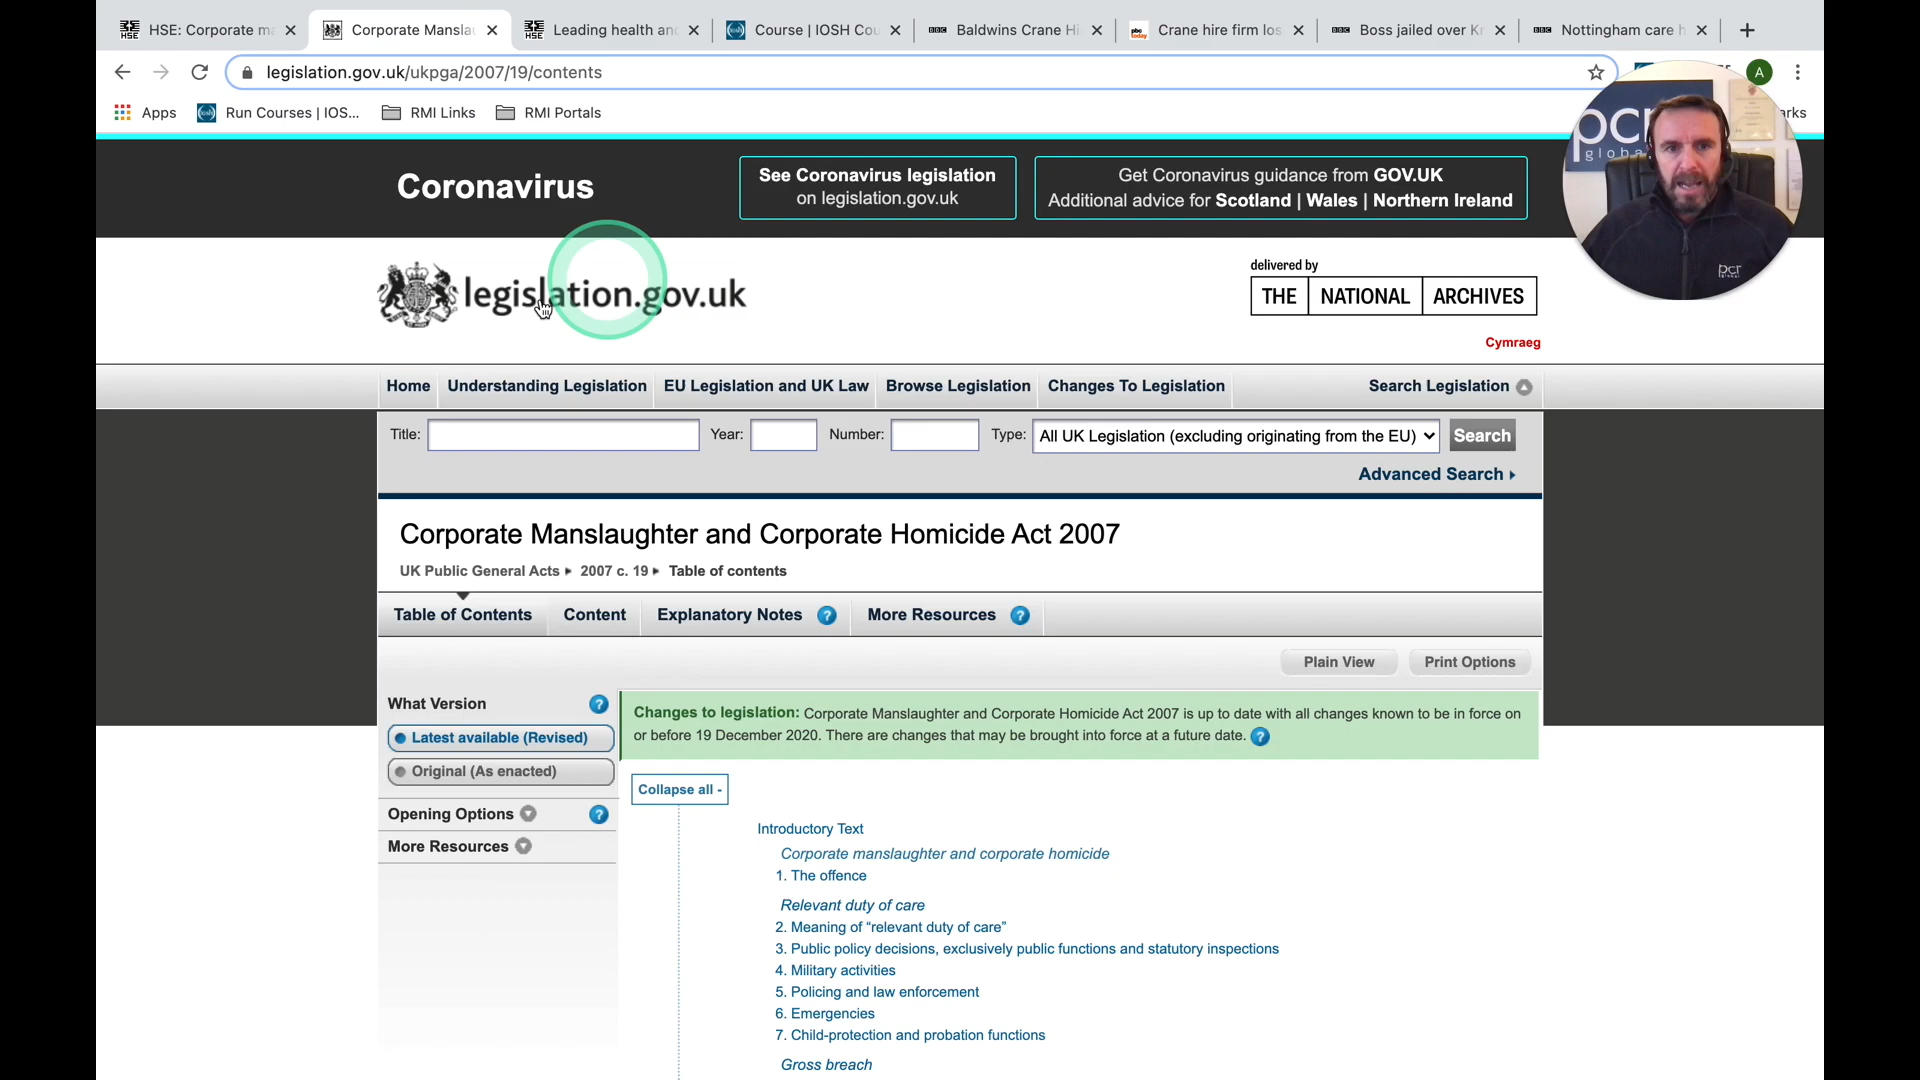 HSE: Corporate ma
Corporate Manslau
Leading health and
Course | IOSH Cou
BBC
Baldwins Crane Hi
pbc today
Crane hire firm los
BBC
Boss jailed over Kn
BBC
Nottingham care h
legislation.gov.uk/ukpga/2007/19/contents
A
Apps
Run Courses | IOS...
RMI Links
RMI Portals
arks
pcr
global
Coronavirus
See Coronavirus legislation
on legislation.gov.uk
Get Coronavirus guidance from GOV.UK
Additional advice for Scotland | Wales | Northern Ireland
pcr
legislation.gov.uk
delivered by
THE NATIONAL ARCHIVES
Cymraeg
Home Understanding Legislation EU Legislation and UK Law Browse Legislation Changes To Legislation Search Legislation
Title: Year: Number: Type: All UK Legislation (excluding originating from the EU) Search
Advanced Search
Corporate Manslaughter and Corporate Homicide Act 2007
UK Public General Acts 2007 c. 19 Table of contents
Table of Contents Content Explanatory Notes ? More Resources ?
Plain View Print Options
What Version ?
Latest available (Revised)
Original (As enacted)
Opening Options ?
More Resources
Changes to legislation: Corporate Manslaughter and Corporate Homicide Act 2007 is up to date with all changes known to be in force on
or before 19 December 2020. There are changes that may be brought into force at a future date. ?
Collapse all -
Introductory Text
Corporate manslaughter and corporate homicide
1. The offence
Relevant duty of care
2. Meaning of “relevant duty of care”
3. Public policy decisions, exclusively public functions and statutory inspections
4. Military activities
5. Policing and law enforcement
6. Emergencies
7. Child-protection and probation functions
Gross breach